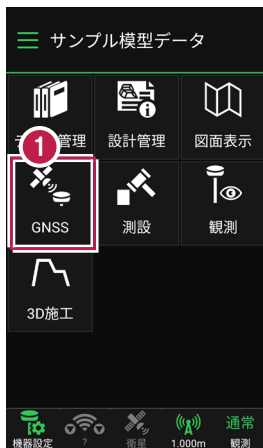 サンプル模型データ
管理 設計管理 図面表示
1
GNSS 測設 観測
3D施工
通常
機器設定 ? 衛星 1.000m 観測